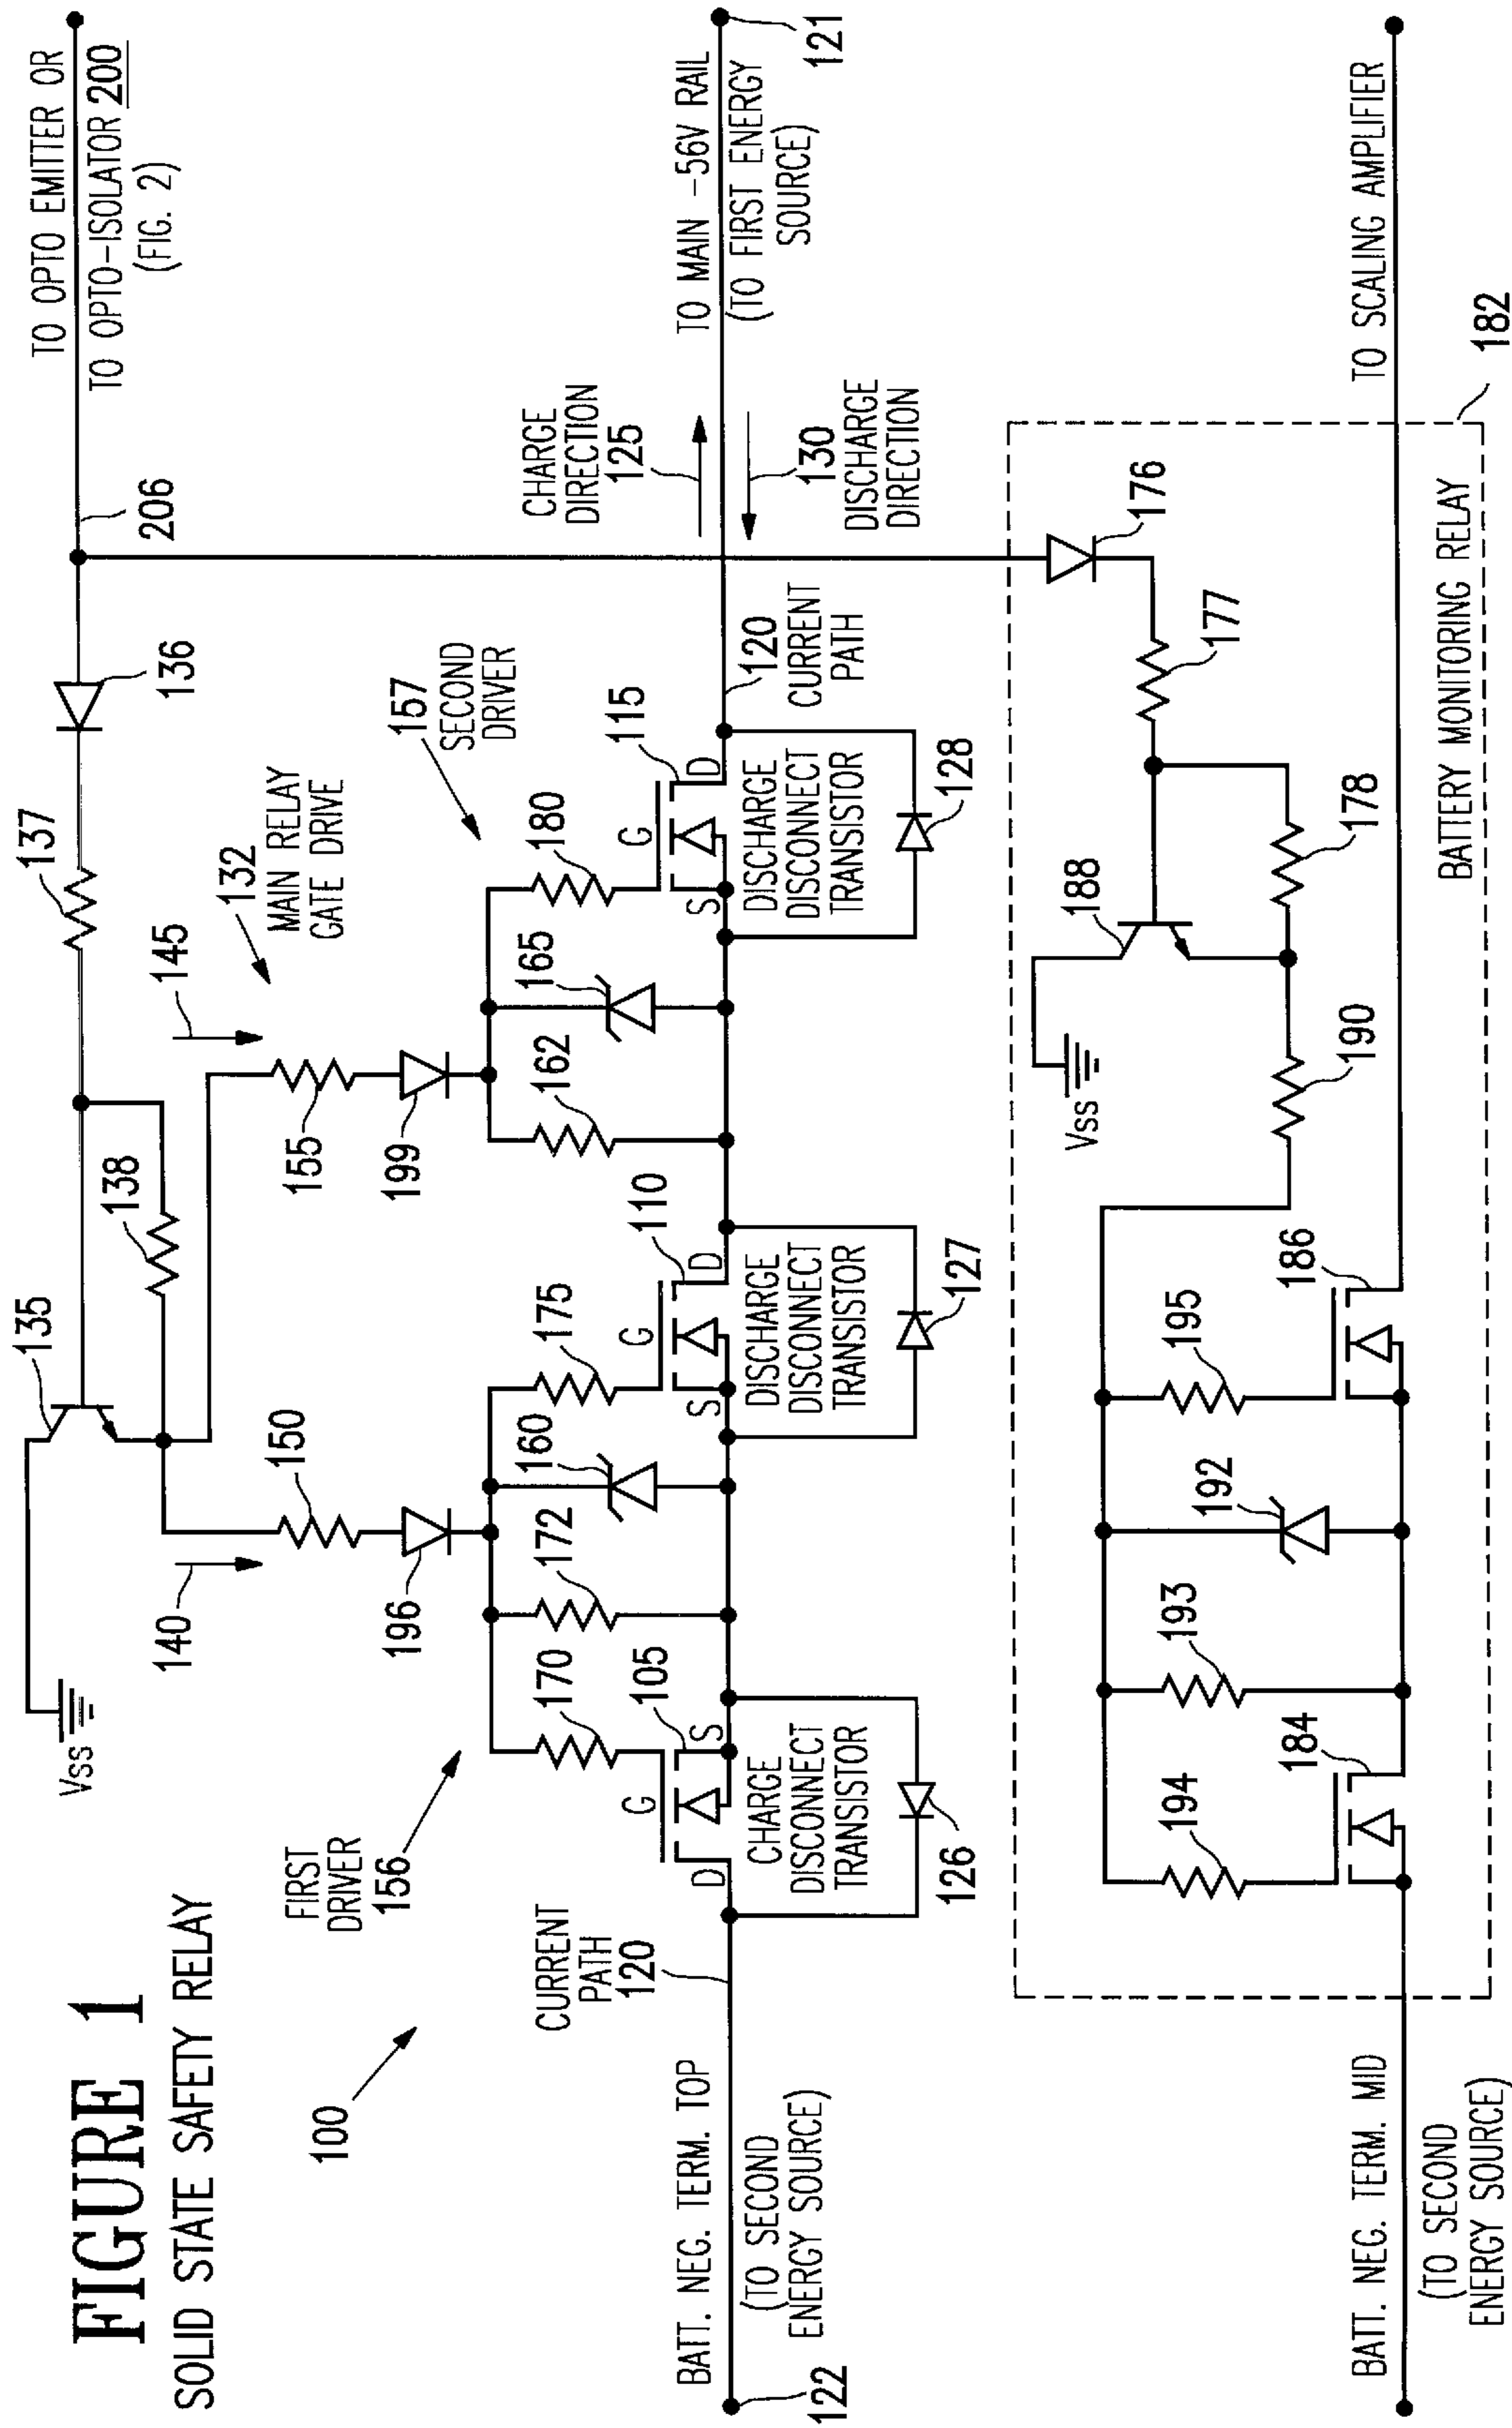 FIGURE 1
SOLID STATE SAFETY RELAY
TO OPTO EMITTER OR
TO OPTO-ISOLATOR 200
(FIG. 2)
206
136
137
135
138
Vss
132
MAIN RELAY
GATE DRIVE
140
145
150
155
196
199
100
FIRST
DRIVER
156
157
SECOND
DRIVER
170
172
160
175
162
165
180
CURRENT
PATH
120
105
110
115
G
D
S
G
S
D
G
S
D
CHARGE
DISCONNECT
TRANSISTOR
DISCHARGE
DISCONNECT
TRANSISTOR
DISCHARGE
DISCONNECT
TRANSISTOR
126
127
128
120
CURRENT
PATH
CHARGE
DIRECTION
125
130
DISCHARGE
DIRECTION
TO MAIN -56V RAIL
(TO FIRST ENERGY
SOURCE)
121
BATT. NEG. TERM. TOP
(TO SECOND
ENERGY SOURCE)
122
176
177
188
178
Vss
190
194
193
192
195
184
186
BATTERY MONITORING RELAY
182
TO SCALING AMPLIFIER
BATT. NEG. TERM. MID
(TO SECOND
ENERGY SOURCE)